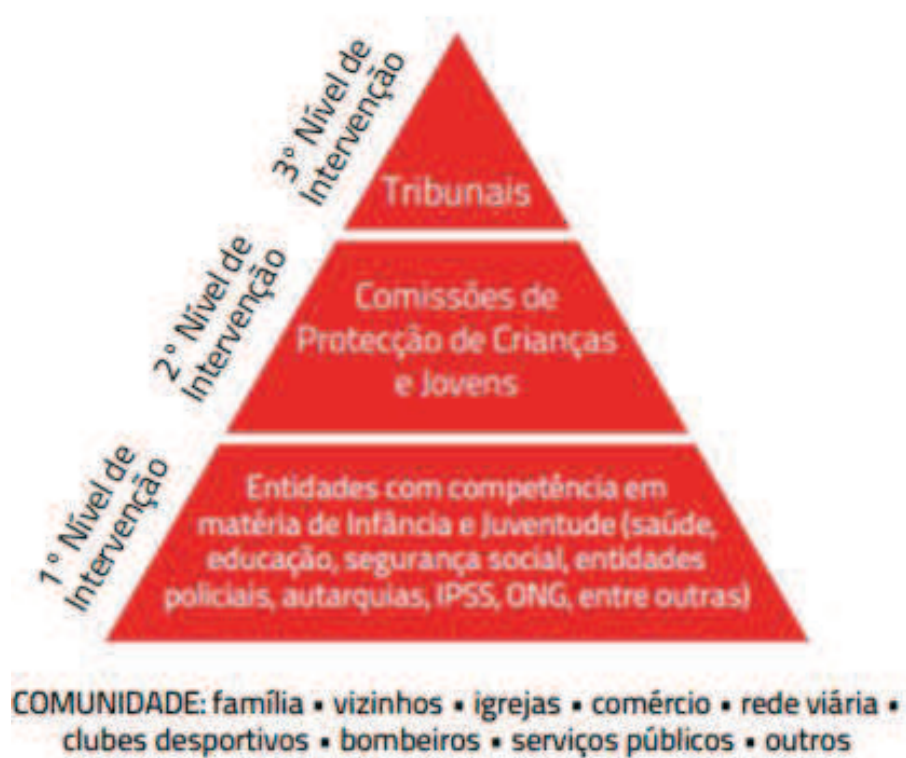 3º Nível de
Intervenção
Tribunais
2º Nível de
Intervenção
Comissões de
Protecção de Crianças
e Jovens
1º Nível de
Intervenção
Entidades com competência em
matéria de Infância e Juventude (saúde,
educação, segurança social, entidades
policiais, autarquias, IPSS, ONG, entre outras)
COMUNIDADE: família • vizinhos • igrejas • comércio • rede viária •
clubes desportivos • bombeiros • serviços públicos • outros